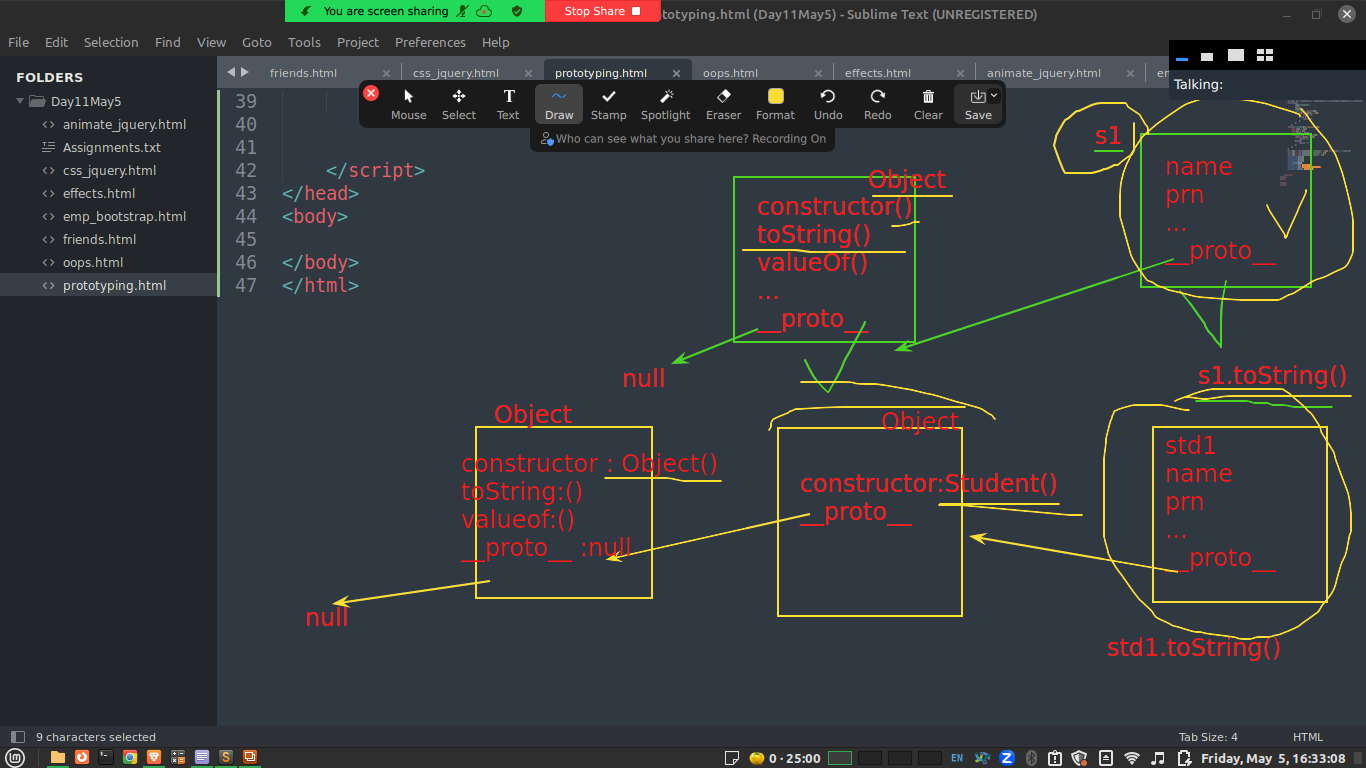 You are screen sharing
Stop Share
totyping.html (Day11May5) - Sublime Text (UNREGISTERED)
File Edit Selection Find View Goto Tools Project Preferences Help
Talking:
FOLDERS
Day11May5
animate_jquery.html
Assignments.txt
css_jquery.html
effects.html
emp_bootstrap.html
friends.html
oops.html
prototyping.html
friends.html
css_jquery.html
prototyping.html
oops.html
effects.html
animate_jquery.html
Mouse Select Text Draw Stamp Spotlight Eraser Format Undo Redo Clear Save
Who can see what you share here? Recording On
39
40
41
42 </script>
43 </head>
44 <body>
45
46 </body>
47 </html>
Object
constructor()
toString()
valueOf()
...
__proto__
null
s1
name
prn
...
__proto__
s1.toString()
Object
constructor : Object()
toString:()
valueof:()
__proto__ :null
null
Object
constructor:Student()
__proto__
std1
name
prn
...
__proto__
std1.toString()
9 characters selected
Tab Size: 4
HTML
0 · 25:00
EN
Friday, May 5, 16:33:08